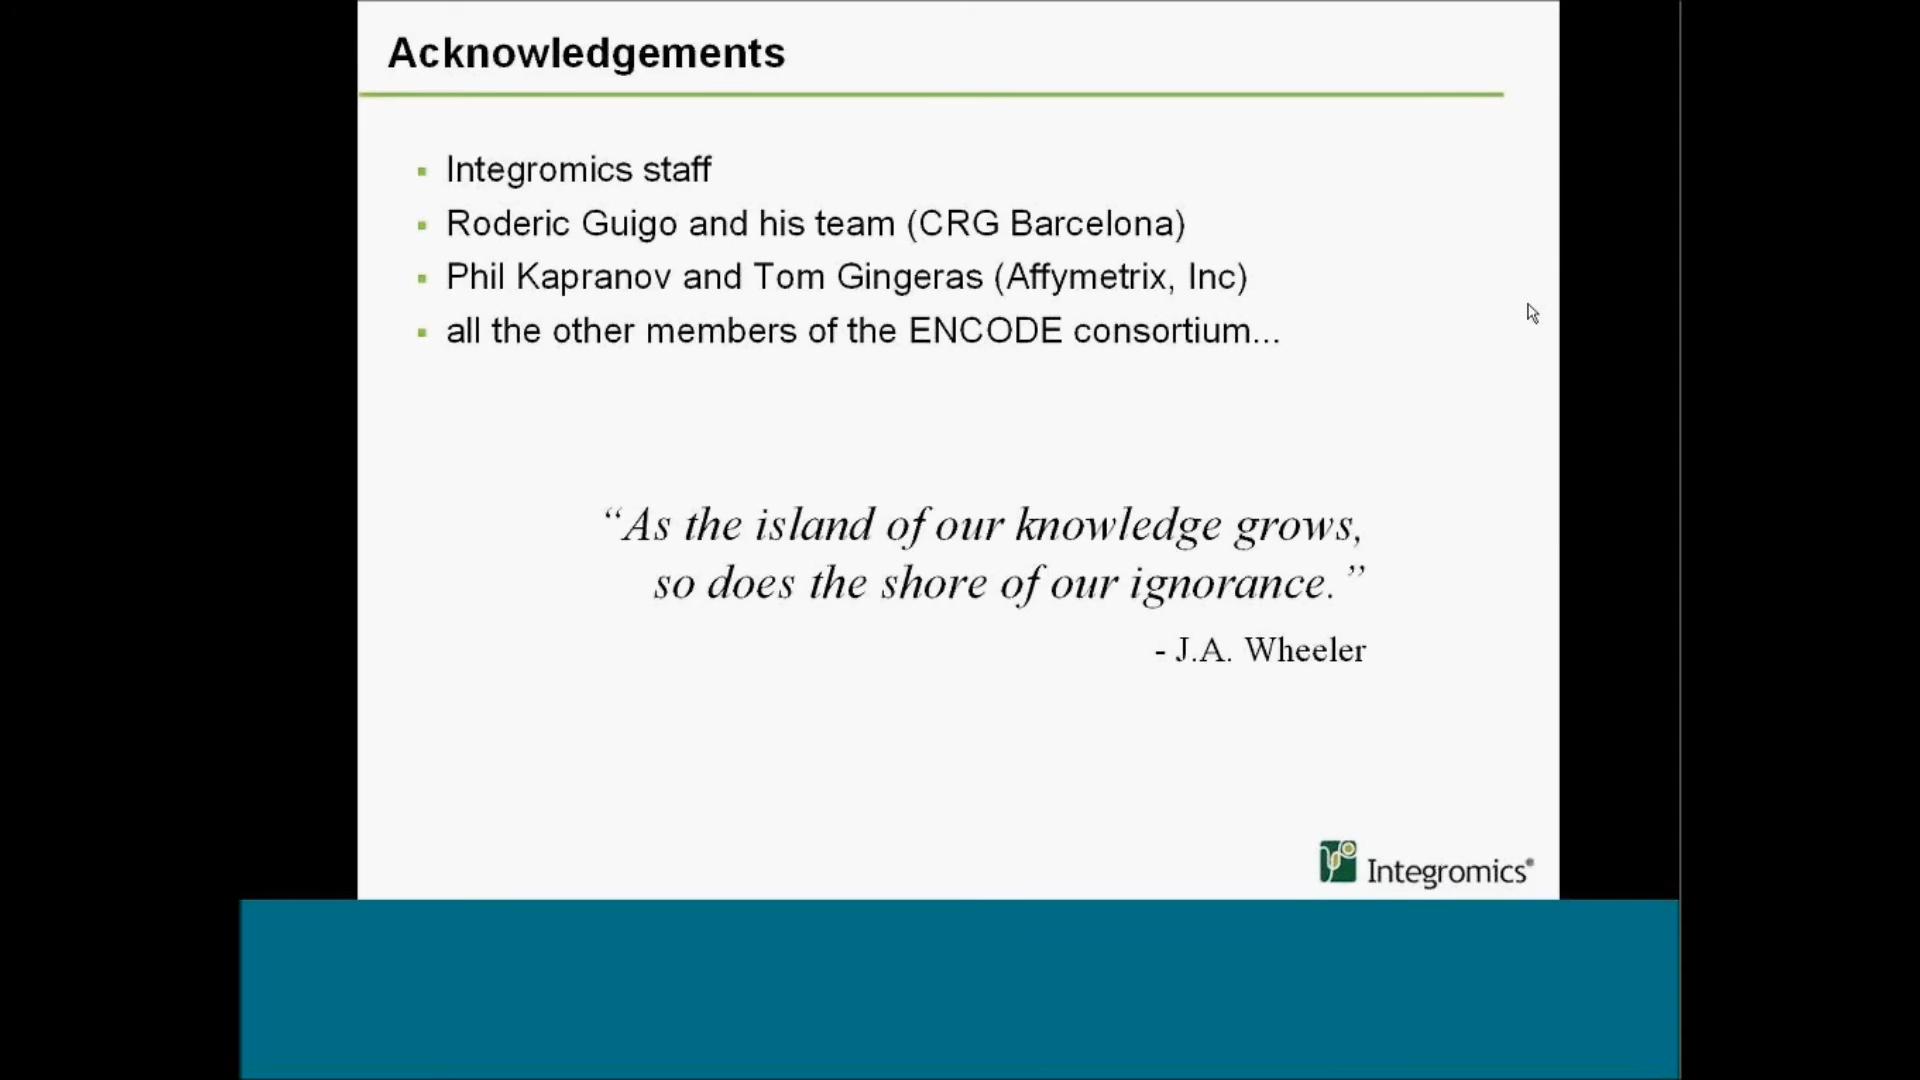 Acknowledgements
Integromics staff
Roderic Guigo and his team (CRG Barcelona)
Phil Kapranov and Tom Gingeras (Affymetrix, Inc)
all the other members of the ENCODE consortium...
“As the island of our knowledge grows,
so does the shore of our ignorance.”
- J.A. Wheeler
Integromics®